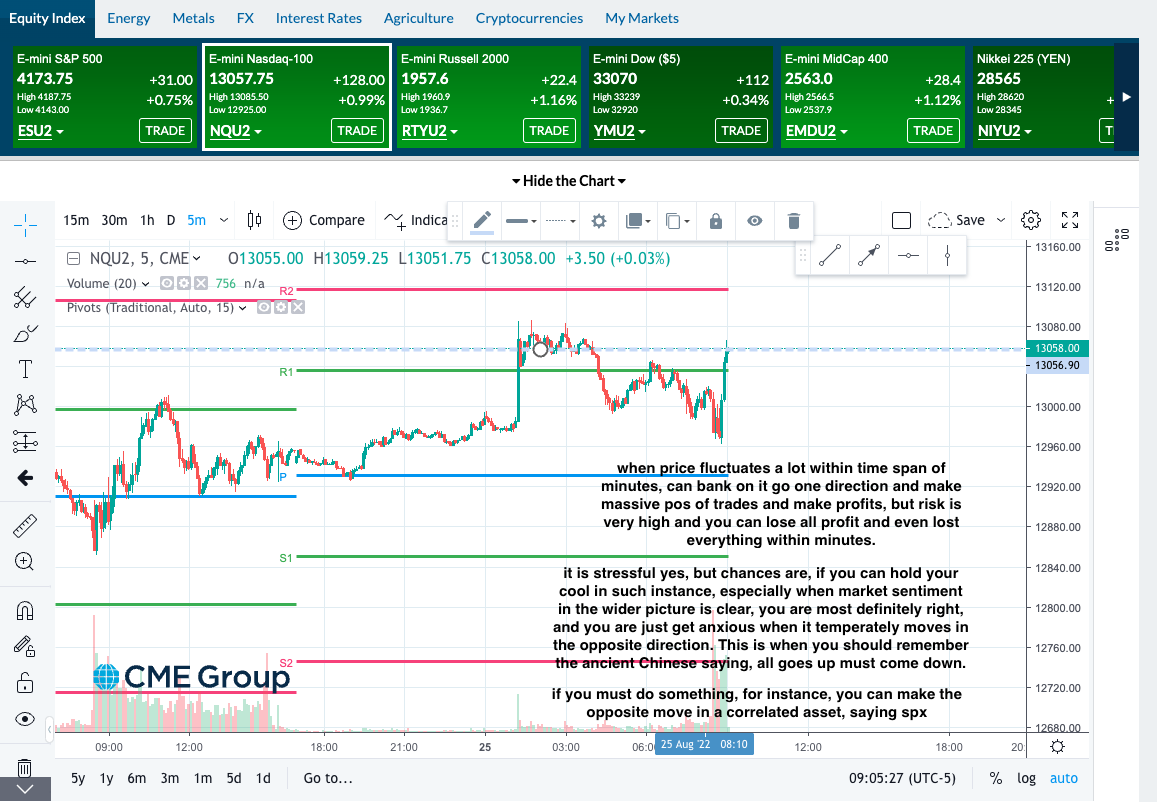 Equity Index Energy Metals FX Interest Rates Agriculture Cryptocurrencies My Markets
E-mini S&P 500
4173.75 +31.00
High 4187.75
Low 4143.00 +0.75%
ESU2 TRADE
E-mini Nasdaq-100
13057.75 +128.00
High 13085.50
Low 12925.00 +0.99%
NQU2 TRADE
E-mini Russell 2000
1957.6 +22.4
High 1960.9
Low 1936.7 +1.16%
RTYU2 TRADE
E-mini Dow ($5)
33070 +112
High 33239
Low 32920 +0.34%
YMU2 TRADE
E-mini MidCap 400
2563.0 +28.4
High 2566.5
Low 2537.9 +1.12%
EMDU2 TRADE
Nikkei 225 (YEN)
28565
High 28620
Low 28345 +
NIYU2
Hide the Chart
15m 30m 1h D 5m Compare Indica Save
NQU2, 5, CME O13055.00 H13059.25 L13051.75 C13058.00 +3.50 (+0.03%)
Volume (20) 756 n/a
Pivots (Traditional, Auto, 15)
R2
R1
P
S1
S2
13160.00
13120.00
13080.00
13058.00
13056.90
13000.00
12960.00
12920.00
12880.00
12840.00
12800.00
12760.00
12720.00
12680.00
when price fluctuates a lot within time span of
minutes, can bank on it go one direction and make
massive pos of trades and make profits, but risk is
very high and you can lose all profit and even lost
everything within minutes.
it is stressful yes, but chances are, if you can hold your
cool in such instance, especially when market sentiment
in the wider picture is clear, you are most definitely right,
and you are just get anxious when it temperately moves in
the opposite direction. This is when you should remember
the ancient Chinese saying, all goes up must come down.
if you must do something, for instance, you can make the
opposite move in a correlated asset, saying spx
CME Group
09:00 12:00 18:00 21:00 25 03:00 06:0 25 Aug '22 08:10 12:00 18:00 20:
5y 1y 6m 3m 1m 5d 1d Go to... 09:05:27 (UTC-5) % log auto